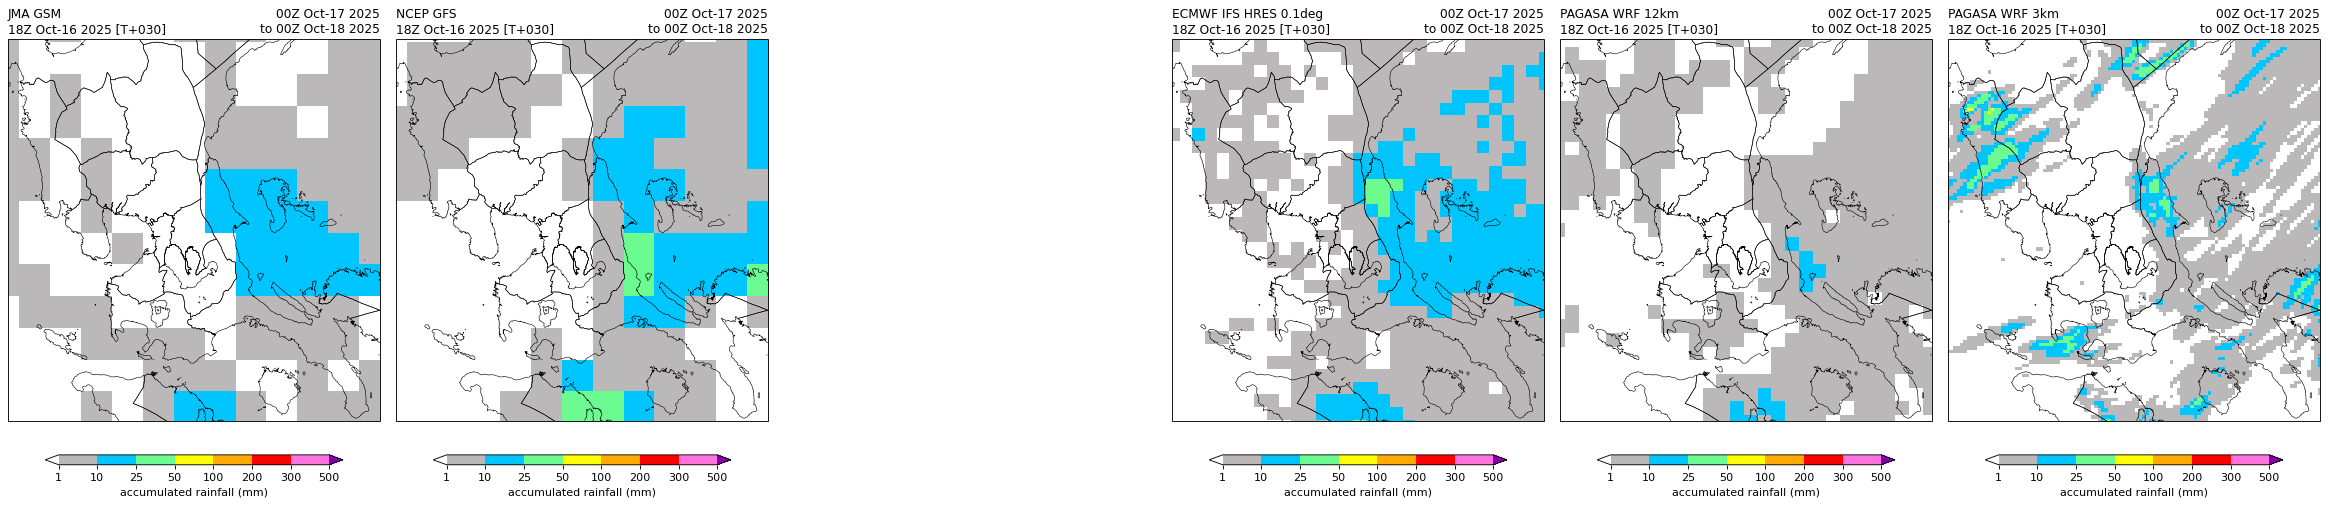 JMA GSM
18Z Oct-16 2025 [T+030]
00Z Oct-17 2025
to 00Z Oct-18 2025
1 10 25 50 100 200 300 500
accumulated rainfall (mm)
NCEP GFS
18Z Oct-16 2025 [T+030]
00Z Oct-17 2025
to 00Z Oct-18 2025
1 10 25 50 100 200 300 500
accumulated rainfall (mm)
ECMWF IFS HRES 0.1deg
18Z Oct-16 2025 [T+030]
00Z Oct-17 2025
to 00Z Oct-18 2025
1 10 25 50 100 200 300 500
accumulated rainfall (mm)
PAGASA WRF 12km
18Z Oct-16 2025 [T+030]
00Z Oct-17 2025
to 00Z Oct-18 2025
1 10 25 50 100 200 300 500
accumulated rainfall (mm)
PAGASA WRF 3km
18Z Oct-16 2025 [T+030]
00Z Oct-17 2025
to 00Z Oct-18 2025
1 10 25 50 100 200 300 500
accumulated rainfall (mm)